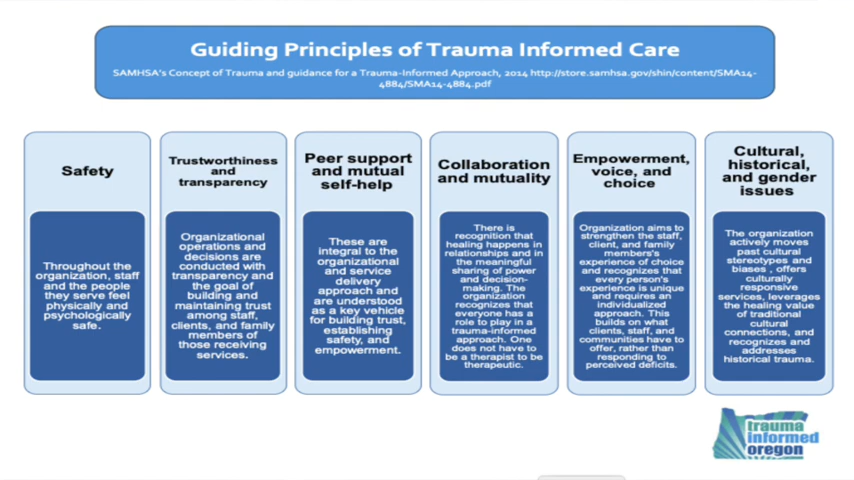 Guiding Principles of Trauma Informed Care
SAMHSA's Concept of Trauma and guidance for a Trauma-Informed Approach, 2014 http://store.samhsa.gov/shin/content/SMA14-
4884/SMA14-4884.pdf
Safety
Throughout the
organization, staff
and the people
they serve feel
physically and
psychologically
safe.
Trustworthiness
and
transparency
Organizational
operations and
decisions are
conducted with
transparency and
the goal of
building and
maintaining trust
among staff,
clients, and family
members of
those receiving
services.
Peer support
and mutual
self-help
These are
integral to the
organizational
and service
delivery
approach and
are understood
as a key vehicle
for building trust,
establishing
safety, and
empowerment.
Collaboration
and mutuality
There is
recognition that
healing happens in
relationships and in
the meaningful
sharing of power
and decision-
making. The
organization
recognizes that
everyone has a
role to play in a
trauma-informed
approach. One
does not have to
be a therapist to be
therapeutic.
Empowerment,
voice, and
choice
Organization aims to
strengthen the staff,
client, and family
members's
experience of choice
and recognizes that
every person's
experience is unique
and requires an
individualized
approach. This
builds on what
clients, staff, and
communities have to
offer, rather than
responding to
perceived deficits.
Cultural,
historical,
and gender
issues
The organization
actively moves
past cultural
stereotypes and
biases , offers
culturally
responsive
services, leverages
the healing value
of traditional
cultural
connections, and
recognizes and
addresses
historical trauma.
trauma
informed
oregon